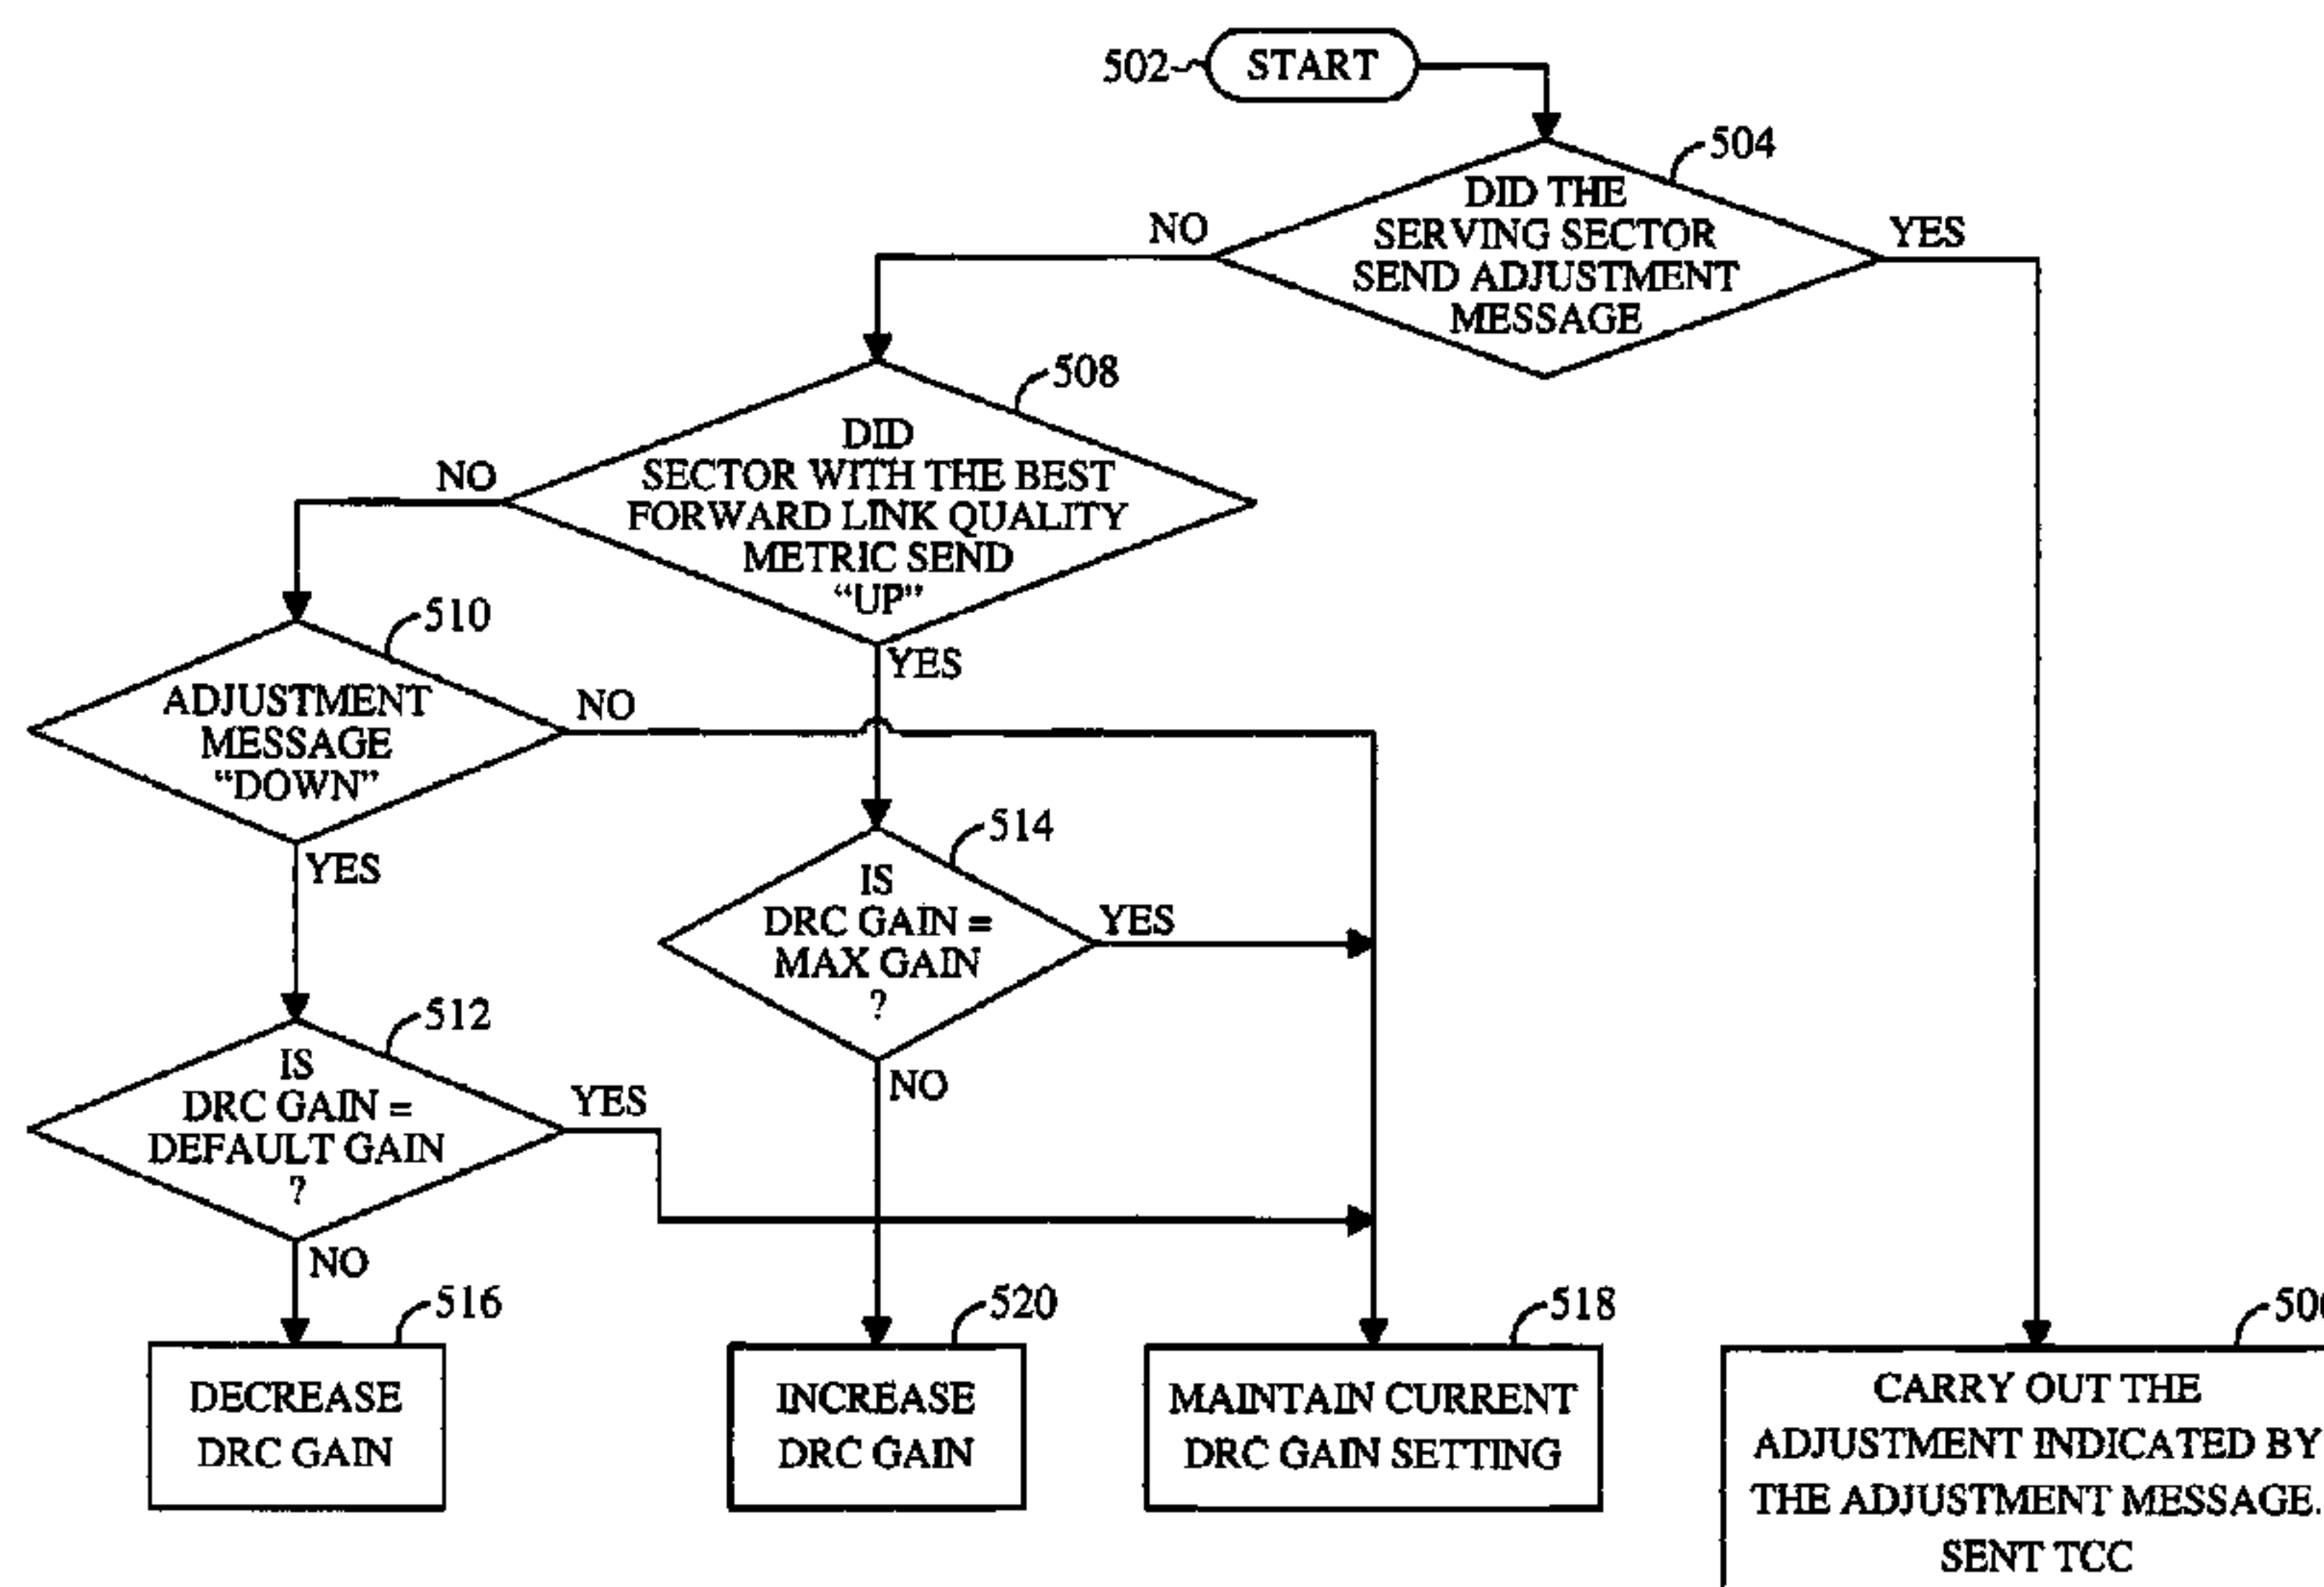 502
START
504
DID THE
SERVING SECTOR
SEND ADJUSTMENT
MESSAGE
NO
YES
508
DID
SECTOR WITH THE BEST
FORWARD LINK QUALITY
METRIC SEND
“UP”
NO
YES
510
ADJUSTMENT
MESSAGE
“DOWN”
NO
YES
514
IS
DRC GAIN =
MAX GAIN
?
YES
NO
512
IS
DRC GAIN =
DEFAULT GAIN
?
YES
NO
516
DECREASE
DRC GAIN
520
INCREASE
DRC GAIN
518
MAINTAIN CURRENT
DRC GAIN SETTING
CARRY OUT THE
ADJUSTMENT INDICATED BY
THE ADJUSTMENT MESSAGE.
SENT TCC